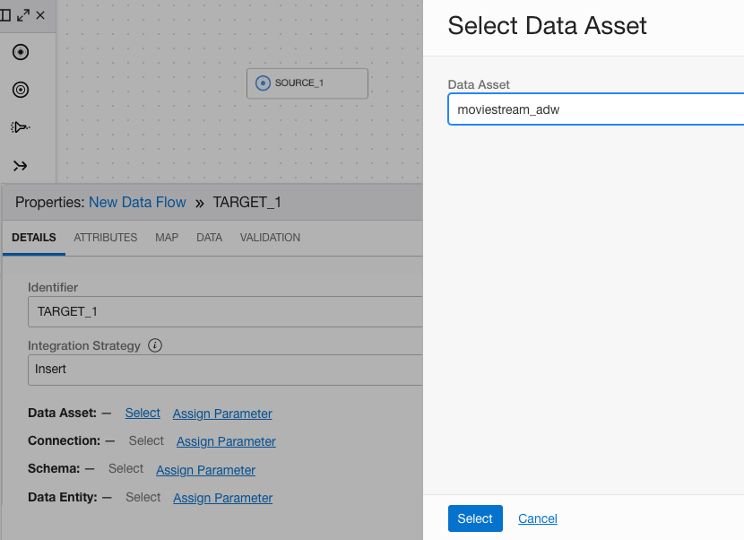 Select Data Asset
Data Asset
moviestream_adw
SOURCE_1
Properties: New Data Flow » TARGET_1
DETAILS ATTRIBUTES MAP DATA VALIDATION
Identifier
TARGET_1
Integration Strategy
Insert
Data Asset: — Select Assign Parameter
Connection: — Select Assign Parameter
Schema: — Select Assign Parameter
Data Entity: — Select Assign Parameter
Select Cancel